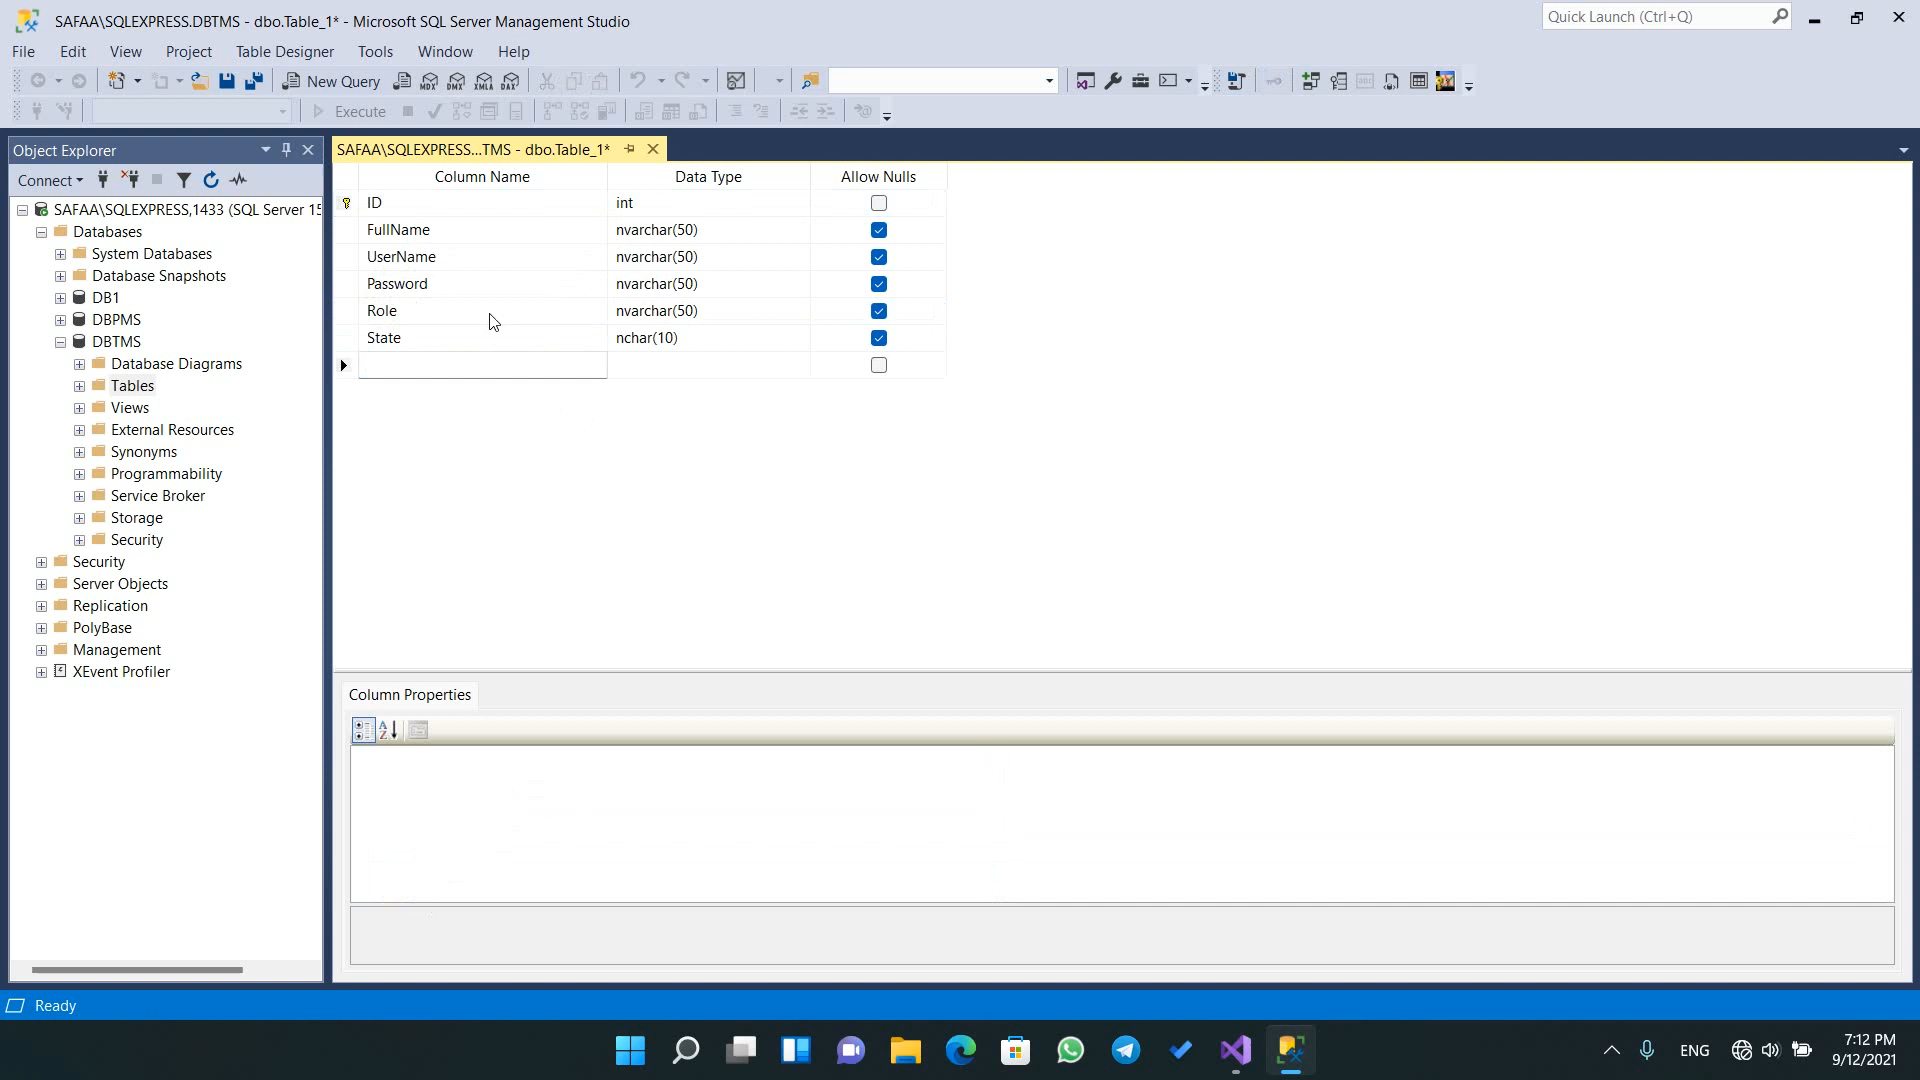 SAFAA\SQLEXPRESS.DBTMS - dbo.Table_1* - Microsoft SQL Server Management Studio
Quick Launch (Ctrl+Q)
File Edit View Project Table Designer Tools Window Help
New Query MDX DMX XMLA DAX
Execute
Object Explorer
SAFAA\SQLEXPRESS...TMS - dbo.Table_1*
Connect
Column Name Data Type Allow Nulls
SAFAA\SQLEXPRESS,1433 (SQL Server 15
ID int
Databases
FullName nvarchar(50)
System Databases
UserName nvarchar(50)
Database Snapshots
Password nvarchar(50)
DB1
Role nvarchar(50)
DBPMS
State nchar(10)
DBTMS
Database Diagrams
Tables
Views
External Resources
Synonyms
Programmability
Service Broker
Storage
Security
Security
Server Objects
Replication
PolyBase
Management
XEvent Profiler
Column Properties
Ready
ENG
7:12 PM
9/12/2021